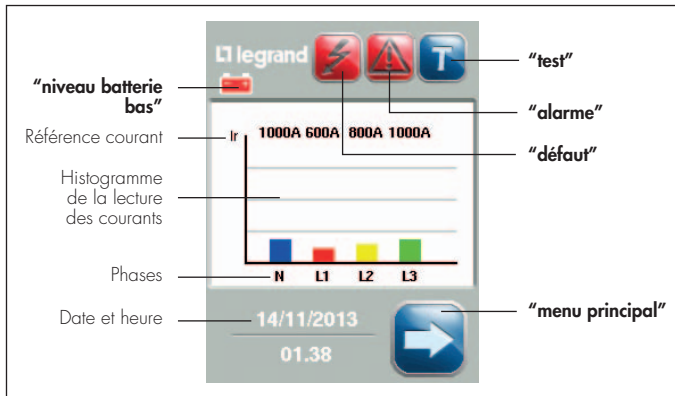 legrand
"test"
"niveau batterie
bas"
"alarme"
Référence courant
Ir
1000A 600A 800A 1000A
"défaut"
Histogramme
de la lecture
des courants
Phases
N L1 L2 L3
Date et heure
14/11/2013
"menu principal"
01.38
T